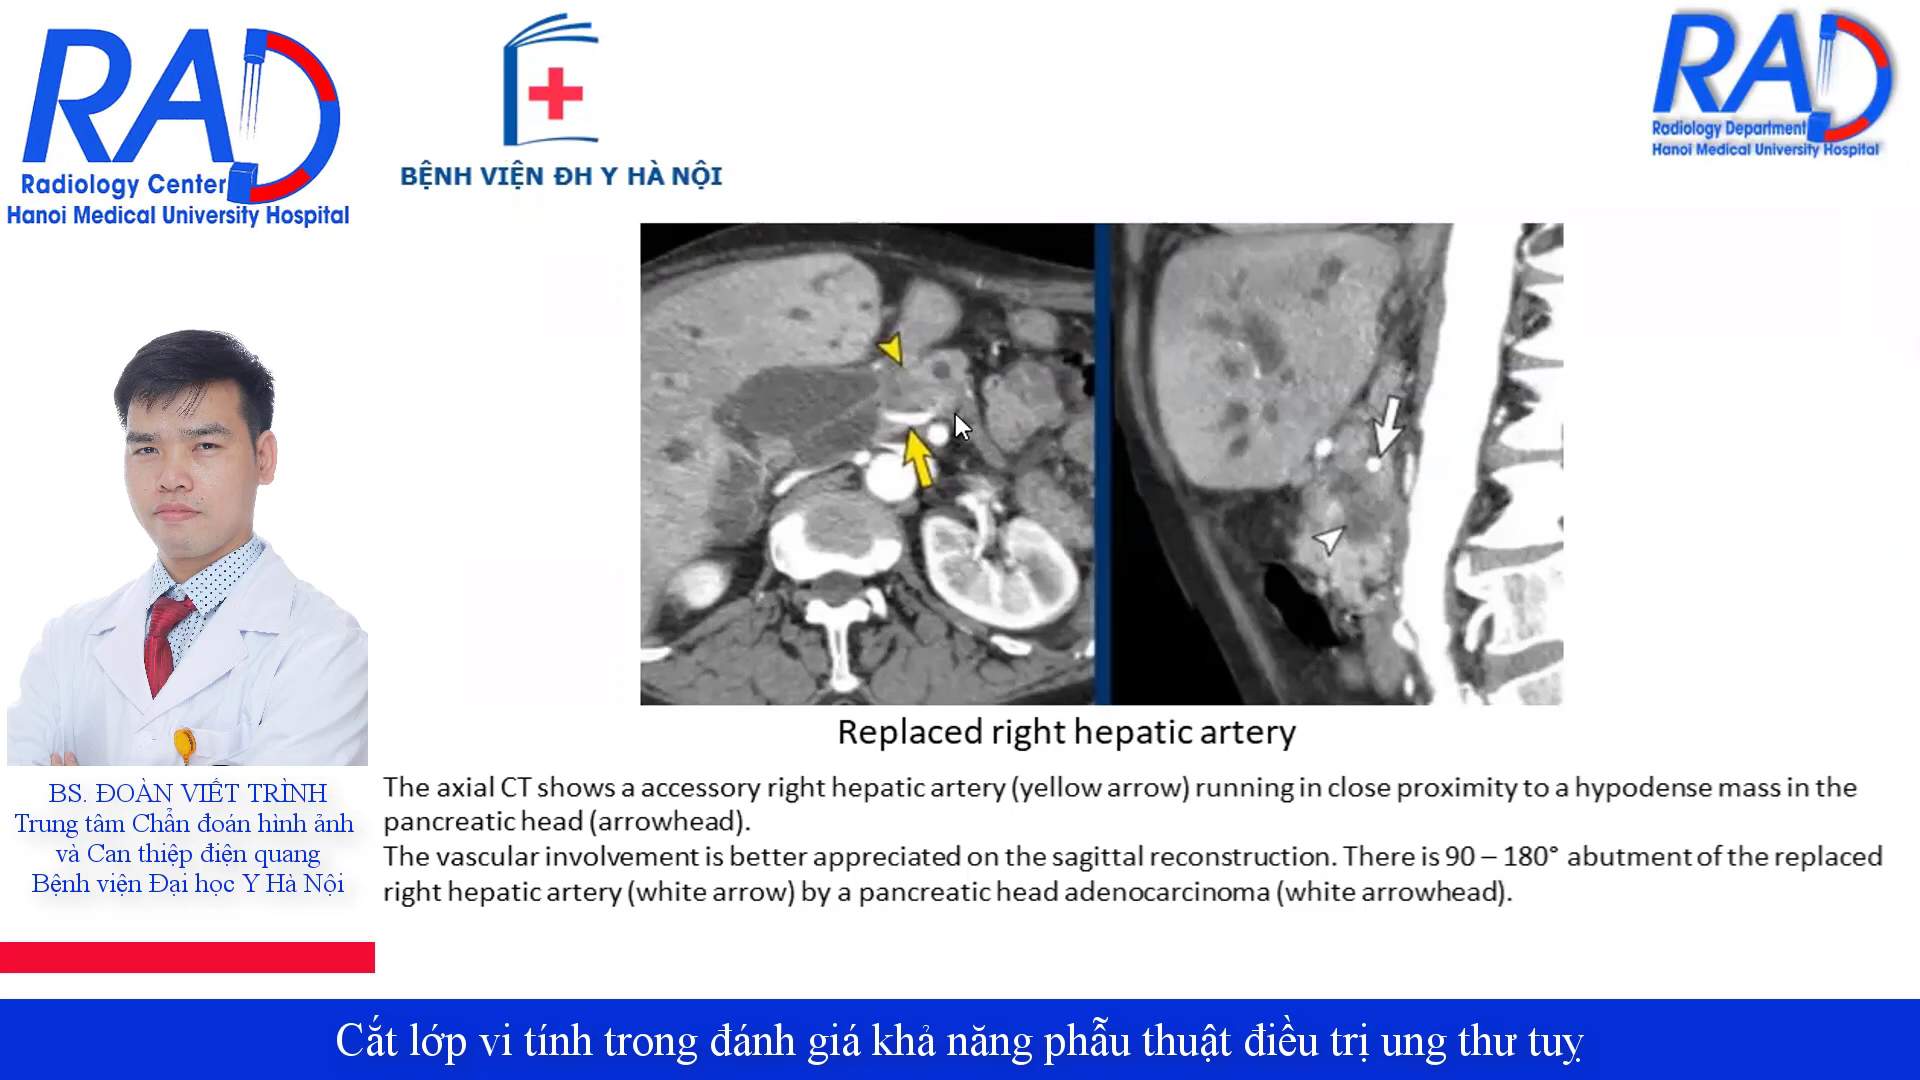 RAD
Radiology Center
Hanoi Medical University Hospital
BỆNH VIỆN ĐH Y HÀ NỘI
RAD
Radiology Department
Hanoi Medical University Hospital
Replaced right hepatic artery
The axial CT shows a accessory right hepatic artery (yellow arrow) running in close proximity to a hypodense mass in the
pancreatic head (arrowhead).
The vascular involvement is better appreciated on the sagittal reconstruction. There is 90 – 180° abutment of the replaced
right hepatic artery (white arrow) by a pancreatic head adenocarcinoma (white arrowhead).
BS. ĐOÀN VIẾT TRÌNH
Trung tâm Chẩn đoán hình ảnh
và Can thiệp điện quang
Bệnh viện Đại học Y Hà Nội
Cắt lớp vi tính trong đánh giá khả năng phẫu thuật điều trị ung thư tuỵ